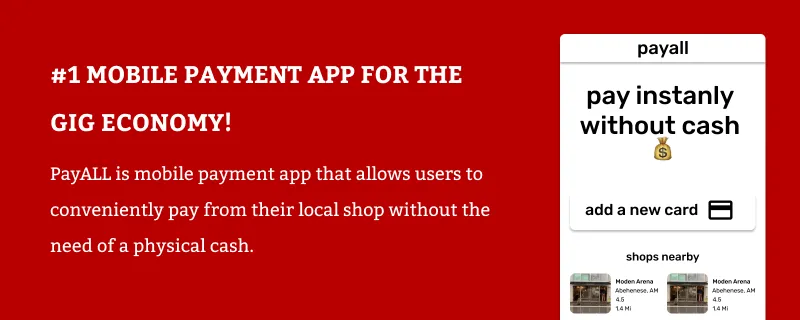 #1 MOBILE PAYMENT APP FOR THE
GIG ECONOMY!
PayALL is mobile payment app that allows users to
conveniently pay from their local shop without the
need of a physical cash.
payall
pay instanly
without cash
add a new card
shops nearby
Moden Arena
Abehenese, AM
4.5
1.4 Mi
Moden Arena
Abehenese, AM
4.5
1.4 Mi